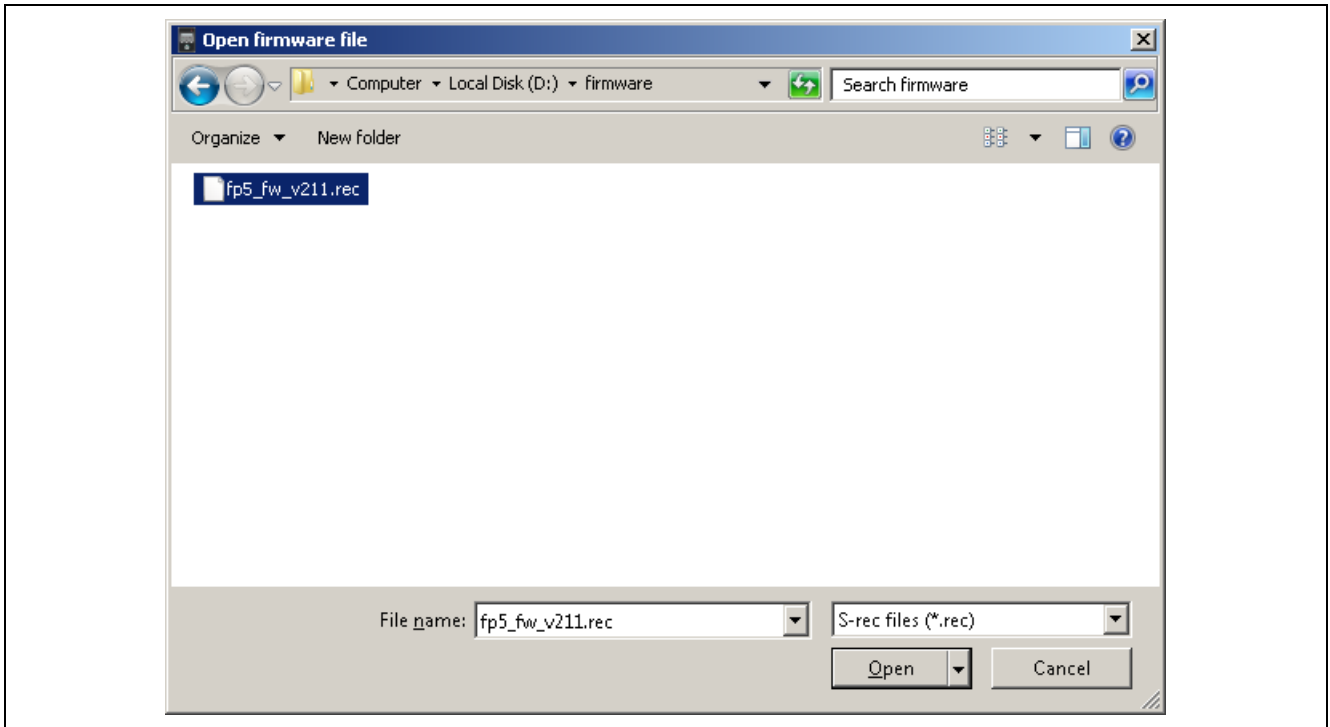 Open firmware file
Computer Local Disk (D:) firmware Search firmware
Organize New folder
fp5_fw_v211.rec
File name: fp5_fw_v211.rec S-rec files (*.rec)
Open Cancel